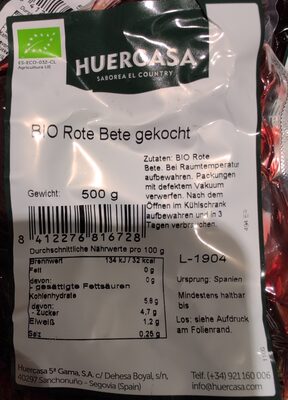 ES-ECO-032-CL
Agricultura UE
HUERCASA
SABOREA EL COUNTRY
BIO Rote Bete gekocht
Zutaten: BIO Rote
Bete. Bei Raumtemperatur
aufbewahren. Packungen
mit defektem Vakuum
verwerfen. Nach dem
Öffnen im Kühlschrank
aufbewahren und in 3
Tagen verbrauchen.
Gewicht: 500 g
8 412276 816728
Durchschnittliche Nährwerte pro 100 g
Brennwert 134 kJ / 32 kcal
Fett 0 g
davon: 0 g
- gesättigte Fettsäuren
Kohlenhydrate 5,8 g
davon:
- Zucker 4,7 g
Eiweiß 1,2 g
Salz 0,25 g
L-1904
Ursprung: Spanien
Mindestens haltbar
bis
Los: siehe Aufdruck
am Folienrand.
Huercasa 5ª Gama, S.A. c/ Dehesa Boyal, s/n,
40297 Sanchonuño - Segovia (Spain)
Telf. (+34) 921 160 006
info@huercasa.com